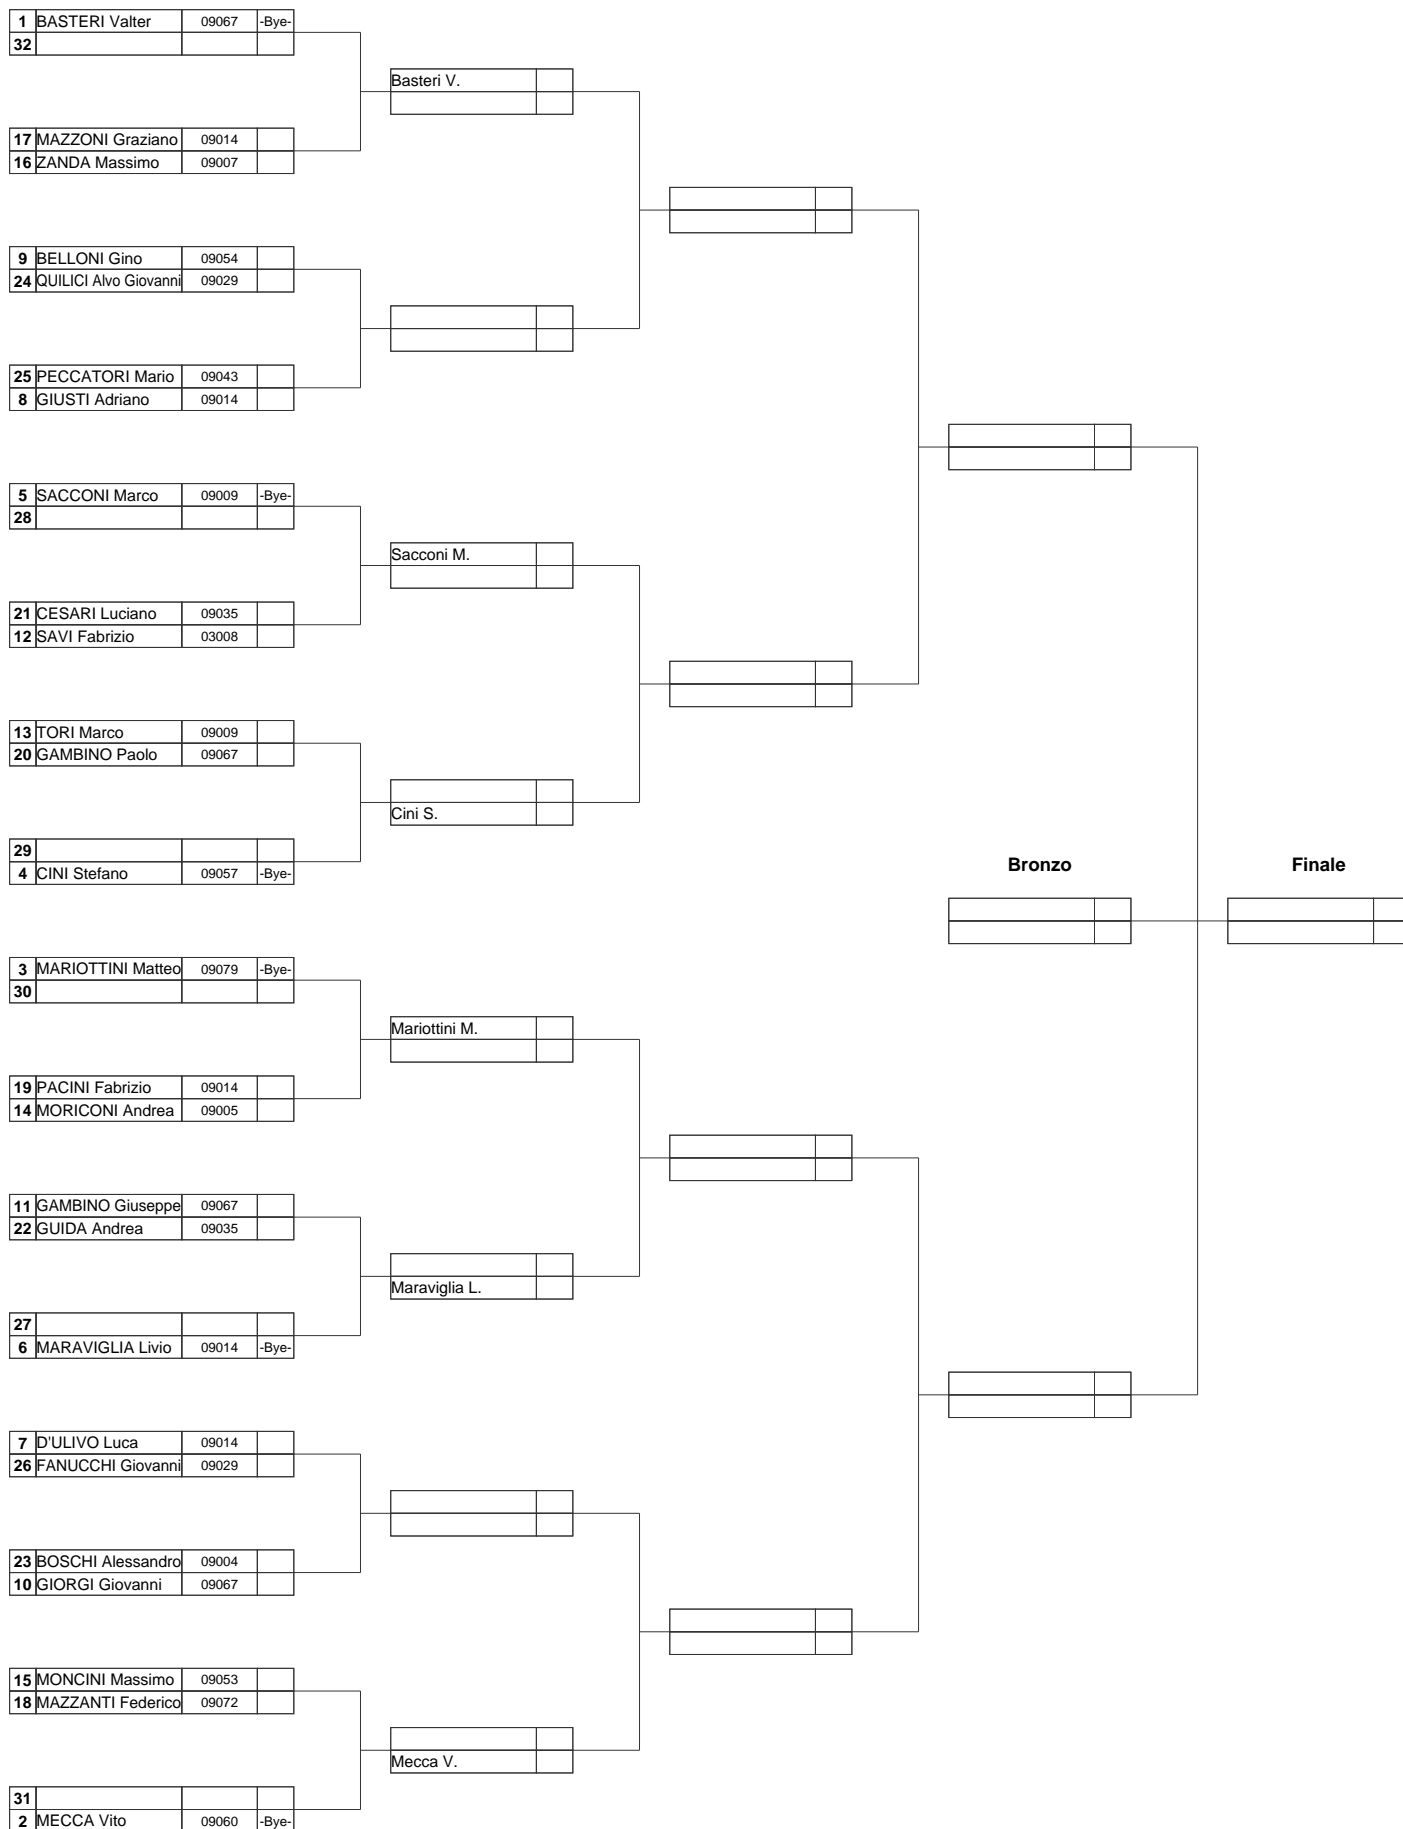 1 BASTERI Valter 09067 -Bye-
32
Basteri V.
17 MAZZONI Graziano 09014
16 ZANDA Massimo 09007
9 BELLONI Gino 09054
24 QUILICI Alvo Giovanni 09029
25 PECCATORI Mario 09043
8 GIUSTI Adriano 09014
5 SACCONI Marco 09009 -Bye-
28
Sacconi M.
21 CESARI Luciano 09035
12 SAVI Fabrizio 03008
13 TORI Marco 09009
20 GAMBINO Paolo 09067
Cini S.
29
4 CINI Stefano 09057 -Bye-
Bronzo Finale
3 MARIOTTINI Matteo 09079 -Bye-
30
Mariottini M.
19 PACINI Fabrizio 09014
14 MORICONI Andrea 09005
11 GAMBINO Giuseppe 09067
22 GUIDA Andrea 09035
Maraviglia L.
27
6 MARAVIGLIA Livio 09014 -Bye-
7 D'ULIVO Luca 09014
26 FANUCCHI Giovanni 09029
23 BOSCHI Alessandro 09004
10 GIORGI Giovanni 09067
15 MONCINI Massimo 09053
18 MAZZANTI Federico 09072
Mecca V.
31
2 MECCA Vito 09060 -Bye-